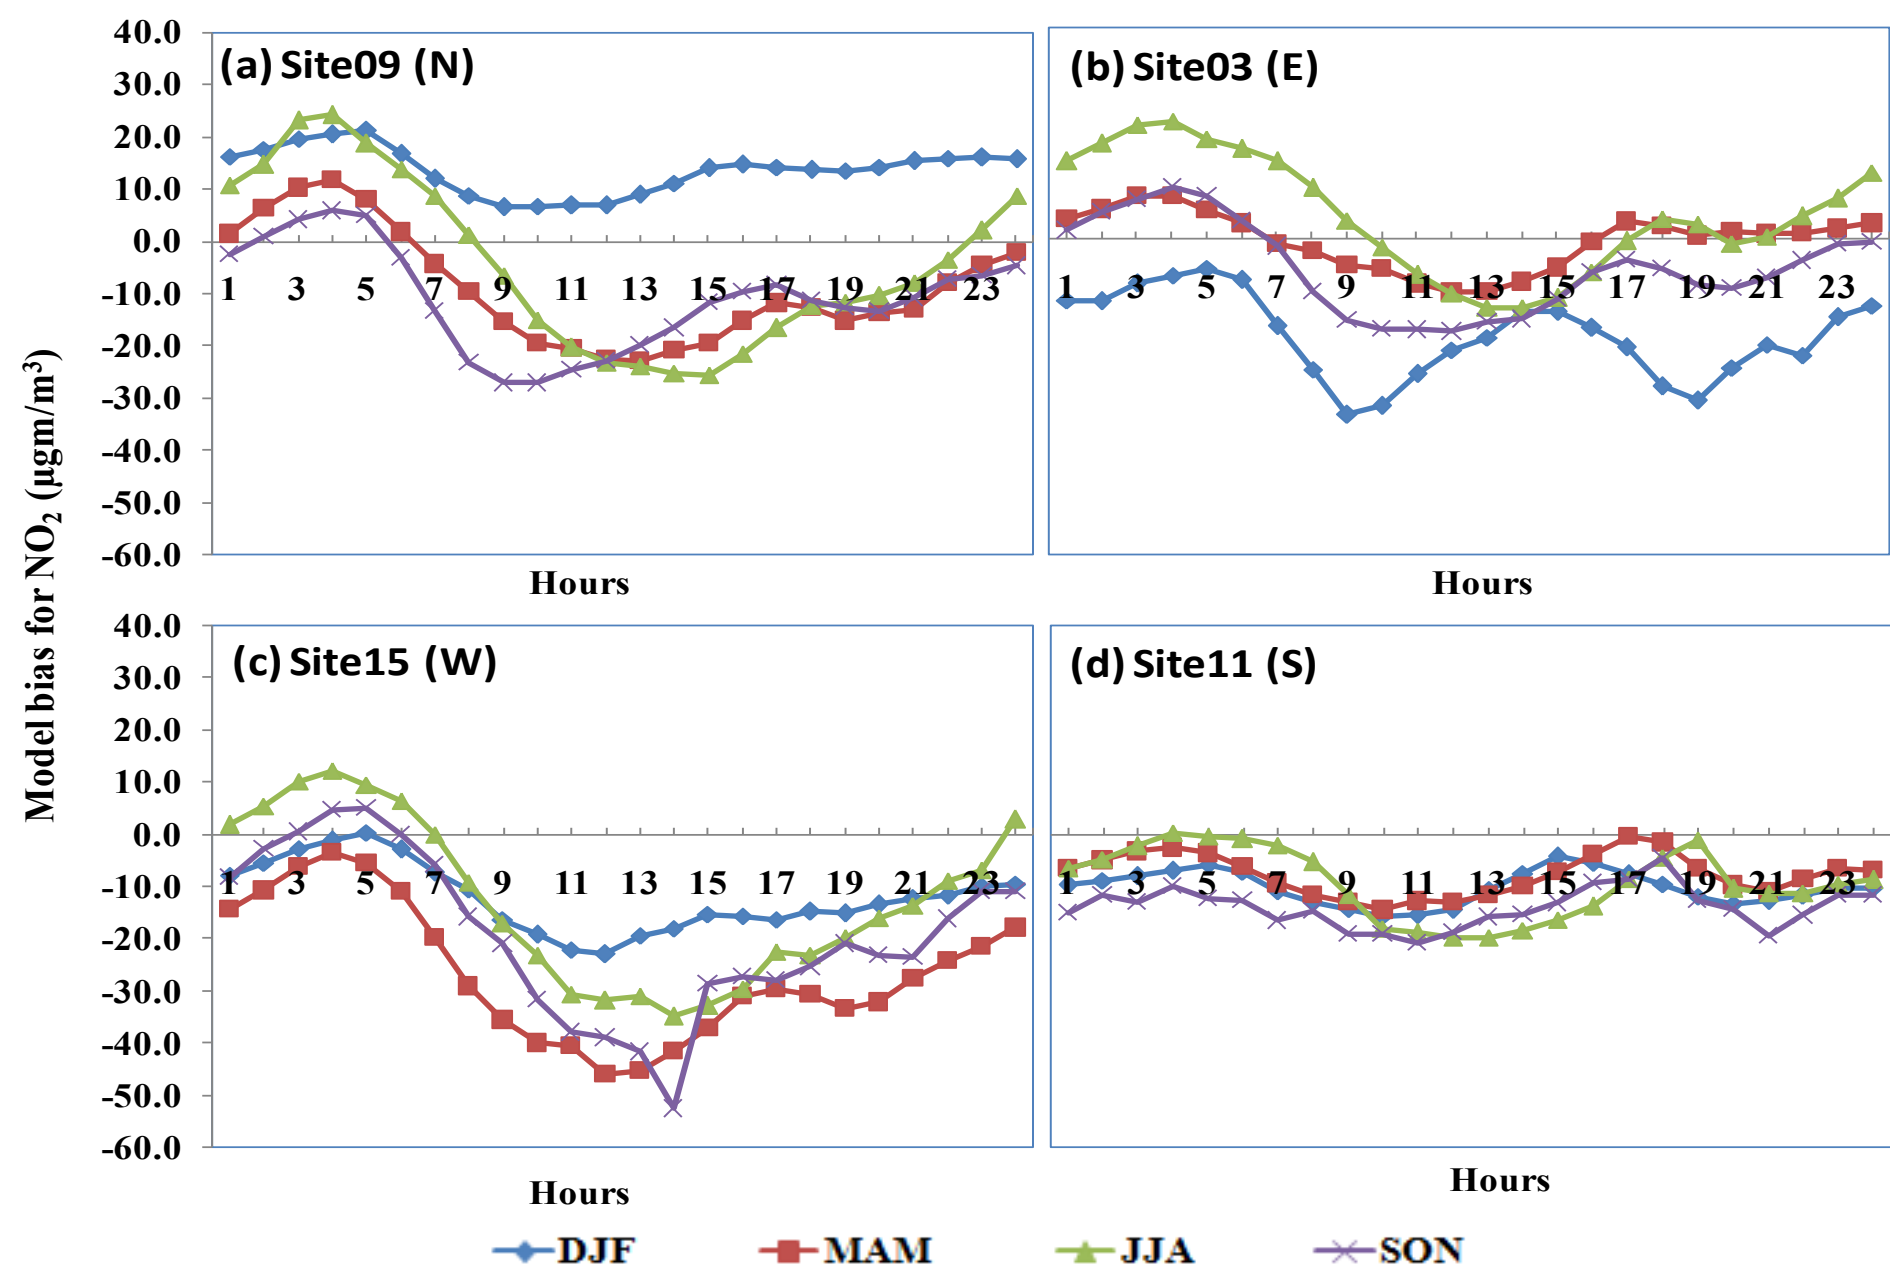 Model bias for NO2 (µgm/m³)
(a) Site09 (N)
40.0
30.0
20.0
10.0
0.0
-10.0
-20.0
-30.0
-40.0
-50.0
-60.0
1 3 5 7 9 11 13 15 17 19 21 23
Hours
(b) Site03 (E)
1 3 5 7 9 11 13 15 17 19 21 23
Hours
(c) Site15 (W)
40.0
30.0
20.0
10.0
0.0
-10.0
-20.0
-30.0
-40.0
-50.0
-60.0
1 3 5 7 9 11 13 15 17 19 21 23
Hours
(d) Site11 (S)
1 3 5 7 9 11 13 15 17 19 21 23
Hours
DJF MAM JJA SON